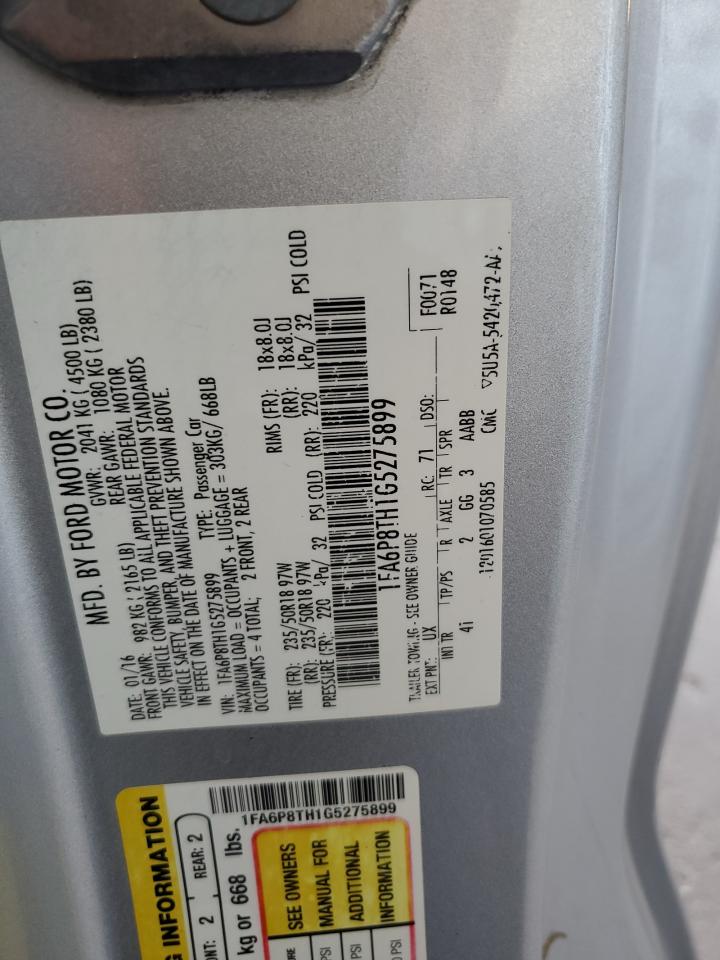 MFD. BY FORD MOTOR CO.
DATE: 01/16 GVWR: 2041 KG ( 4500 LB)
FRONT GAWR: 982 KG ( 2165 LB) REAR GAWR: 1080 KG ( 2380 LB)
THIS VEHICLE CONFORMS TO ALL APPLICABLE FEDERAL MOTOR
VEHICLE SAFETY, BUMPER, AND THEFT PREVENTION STANDARDS
IN EFFECT ON THE DATE OF MANUFACTURE SHOWN ABOVE.
VIN: 1FA6P8TH1G5275899 TYPE: Passenger Car
MAXIMUM LOAD = OCCUPANTS + LUGGAGE = 303KG/ 668LB
OCCUPANTS = 4 TOTAL; 2 FRONT, 2 REAR
TIRE (FR): 235/50R18 97W RIMS (FR): 18x8.0J
(RR): 235/50R18 97W (RR): 18x8.0J
PRESSURE (FR): 220 kPa/ 32 PSI COLD (RR): 220 kPa/ 32 PSI COLD
1FA6P8TH1G5275899
TRAILER TOWING - SEE OWNER GUIDE
EXT PNT: UX RC: 71 DSO: F0071
R0148
INT TR TP/PS R AXLE TR SPR
4I 2 GG 3 AABB
1201601070585 CMC
1FA6P8TH1G5275899
G INFORMATION
NT: 2 REAR: 2
kg or 668 lbs.
SEE OWNERS
MANUAL FOR
ADDITIONAL
INFORMATION
PSI
PSI
PSI